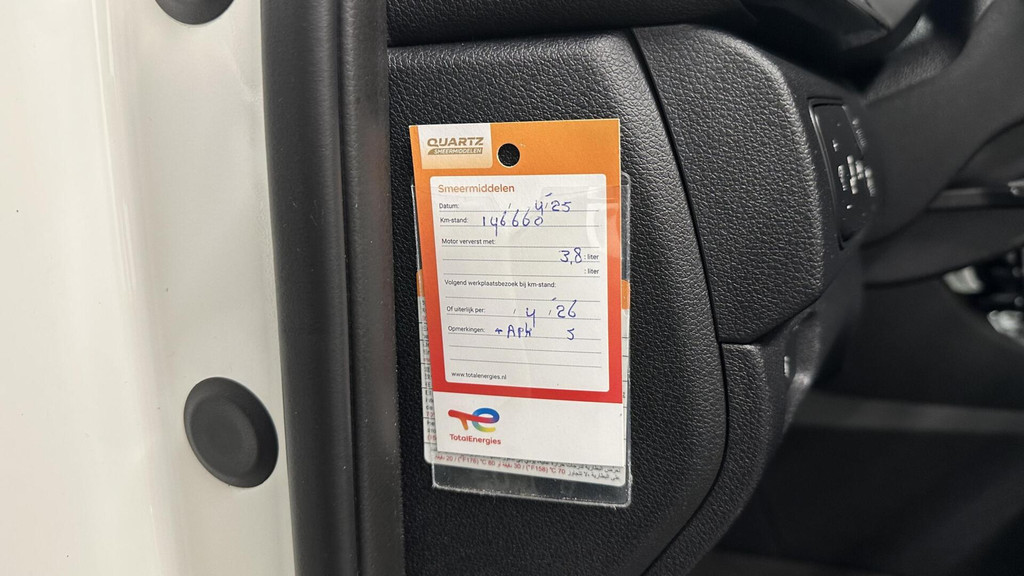 QUARTZ
SMEERMIDDELEN
Smeermiddelen
Datum: 4 '25
Km-stand: 146660
Motor ververst met:
3,8 : liter
: liter
Volgend werkplaatsbezoek bij km-stand:
Of uiterlijk per: 4 '26
Opmerkingen: + APK 5
www.totalenergies.nl
TotalEnergies